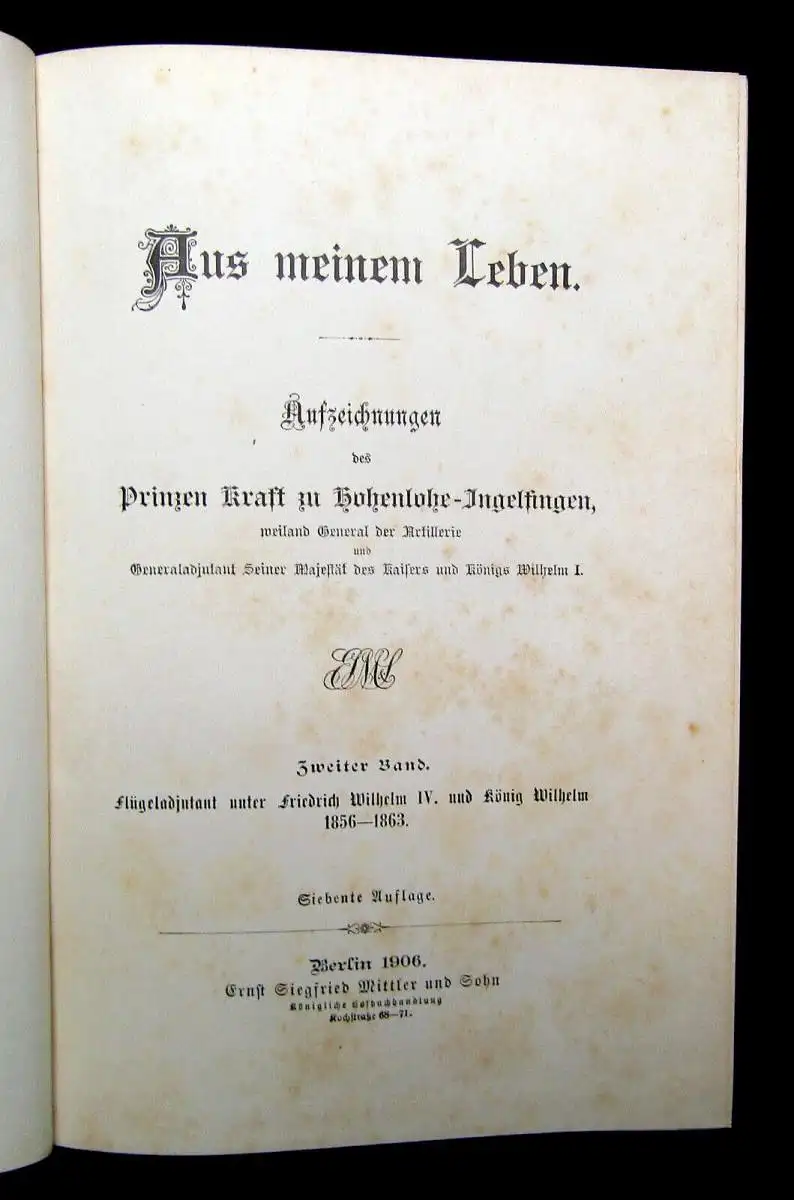 Aus meinem Leben.
Aufzeichnungen
des
Prinzen Kraft zu Hohenlohe-Ingelfingen,
weiland General der Artillerie
und
Generaladjutant Seiner Majestät des Kaisers und Königs Wilhelm I.
Zweiter Band.
Flügeladjutant unter Friedrich Wilhelm IV. und König Wilhelm
1856—1863.
Siebente Auflage.
Berlin 1906.
Ernst Siegfried Mittler und Sohn
Königliche Hofbuchhandlung
Kochstraße 68—71.